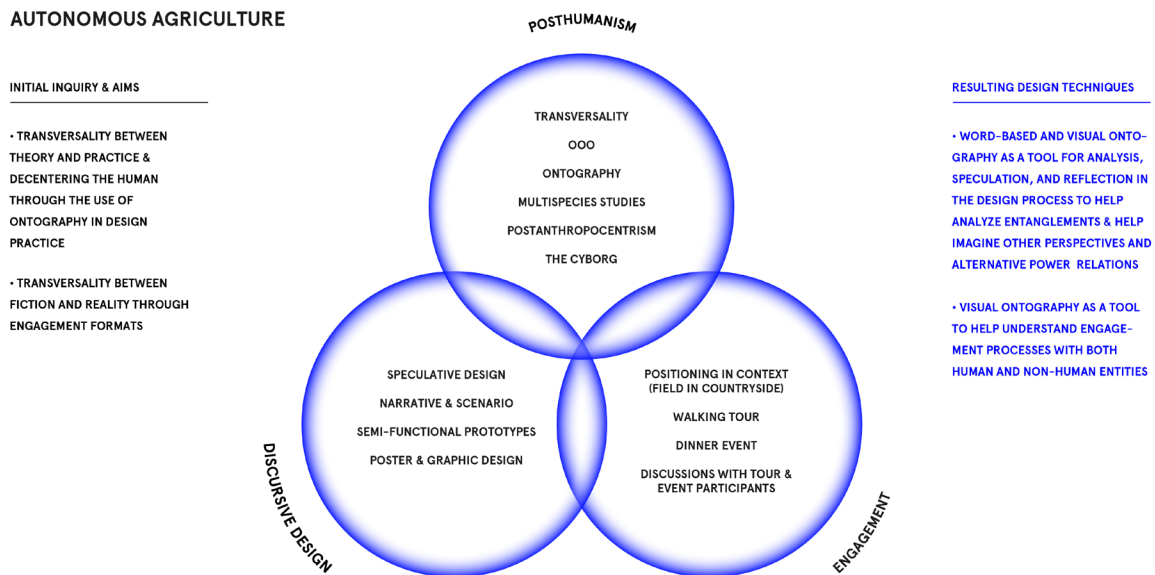 AUTONOMOUS AGRICULTURE
INITIAL INQUIRY & AIMS
• TRANSVERSALITY BETWEEN
THEORY AND PRACTICE &
DECENTERING THE HUMAN
THROUGH THE USE OF
ONTOGRAPHY IN DESIGN
PRACTICE
• TRANSVERSALITY BETWEEN
FICTION AND REALITY THROUGH
ENGAGEMENT FORMATS
POSTHUMANISM
TRANSVERSALITY
OOO
ONTOGRAPHY
MULTISPECIES STUDIES
POSTANTHROPOCENTRISM
THE CYBORG
DISCURSIVE DESIGN
SPECULATIVE DESIGN
NARRATIVE & SCENARIO
SEMI-FUNCTIONAL PROTOTYPES
POSTER & GRAPHIC DESIGN
POSITIONING IN CONTEXT
(FIELD IN COUNTRYSIDE)
WALKING TOUR
DINNER EVENT
DISCUSSIONS WITH TOUR &
EVENT PARTICIPANTS
ENGAGEMENT
RESULTING DESIGN TECHNIQUES
• WORD-BASED AND VISUAL ONTO-
GRAPHY AS A TOOL FOR ANALYSIS,
SPECULATION, AND REFLECTION IN
THE DESIGN PROCESS TO HELP
ANALYZE ENTANGLEMENTS & HELP
IMAGINE OTHER PERSPECTIVES AND
ALTERNATIVE POWER RELATIONS
• VISUAL ONTOGRAPHY AS A TOOL
TO HELP UNDERSTAND ENGAGE-
MENT PROCESSES WITH BOTH
HUMAN AND NON-HUMAN ENTITIES